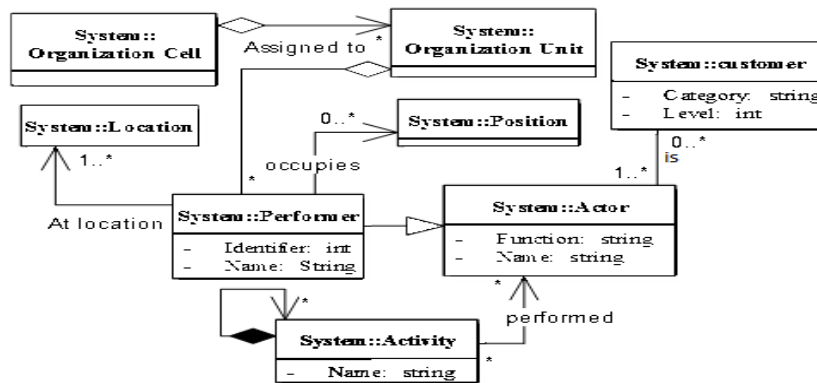 System::
Organization Cell
Assigned to
*
System::
Organization Unit
System::customer
- Category: string
- Level: int
System::Location
1..*
0..*
System::Position
0..*
is
1..*
*
occupies
At location
System::Performer
- Identifier: int
- Name: String
System::Actor
- Function: string
- Name: string
*
performed
*
System::Activity
*
- Name: string